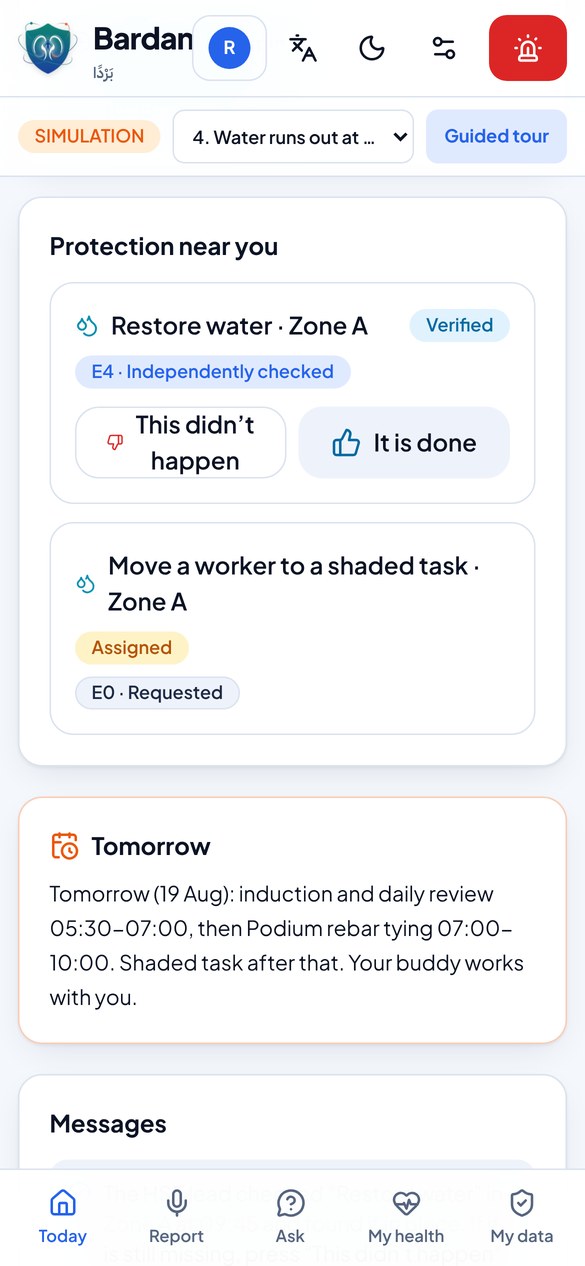 Bardan
بَرْدًا
R
SIMULATION
4. Water runs out at ...
Guided tour
Protection near you
Restore water · Zone A
Verified
E4 · Independently checked
This didn't
happen
It is done
Move a worker to a shaded task ·
Zone A
Assigned
E0 · Requested
Tomorrow
Tomorrow (19 Aug): induction and daily review
05:30–07:00, then Podium rebar tying 07:00–
10:00. Shaded task after that. Your buddy works
with you.
Messages
Today
Report
Ask
My health
My data